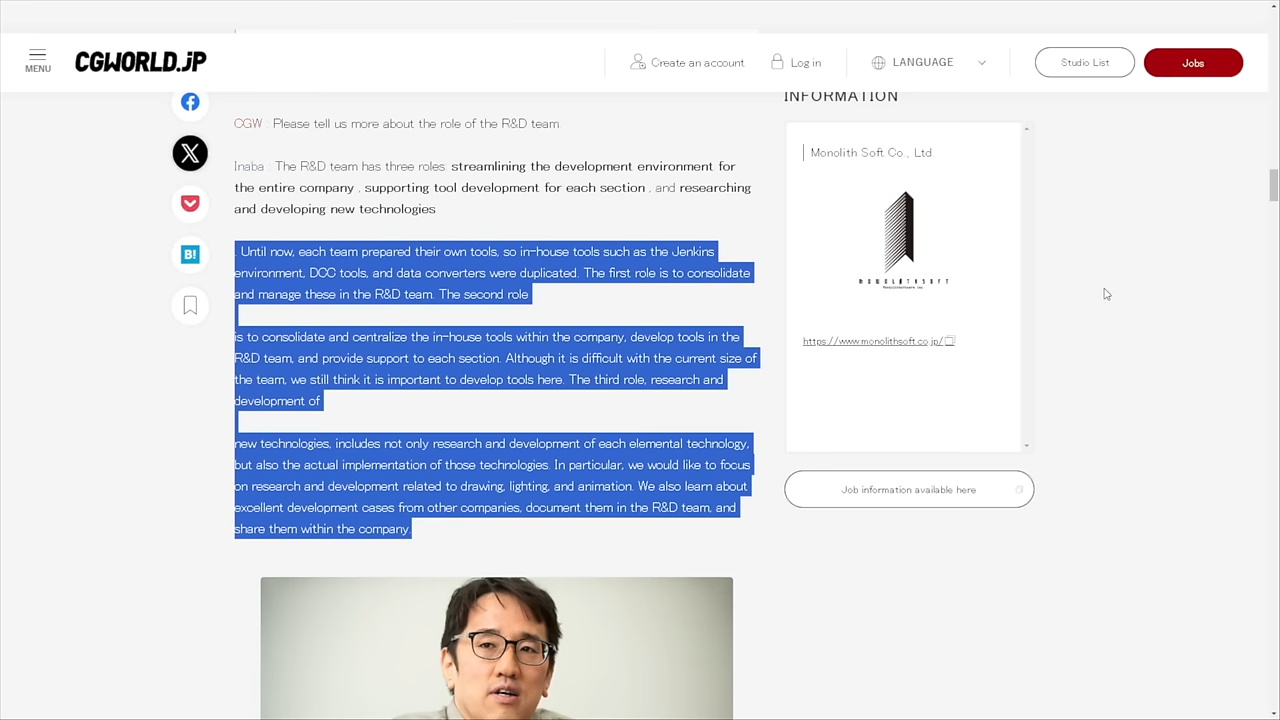 MENU
CGWORLD.JP
Create an account
Log in
LANGUAGE
Studio List
Jobs
CGW : Please tell us more about the role of the R&D team.
Inaba : The R&D team has three roles: streamlining the development environment for
the entire company , supporting tool development for each section , and researching
and developing new technologies
. Until now, each team prepared their own tools, so in-house tools such as the Jenkins
environment, DCC tools, and data converters were duplicated. The first role is to consolidate
and manage these in the R&D team. The second role
is to consolidate and centralize the in-house tools within the company, develop tools in the
R&D team, and provide support to each section. Although it is difficult with the current size of
the team, we still think it is important to develop tools here. The third role, research and
development of
new technologies, includes not only research and development of each elemental technology,
but also the actual implementation of those technologies. In particular, we would like to focus
on research and development related to drawing, lighting, and animation. We also learn about
excellent development cases from other companies, document them in the R&D team, and
share them within the company.
INFORMATION
Monolith Soft Co., Ltd.
MONOLITHSOFT
https://www.monolithsoft.co.jp/
Job information available here
B!